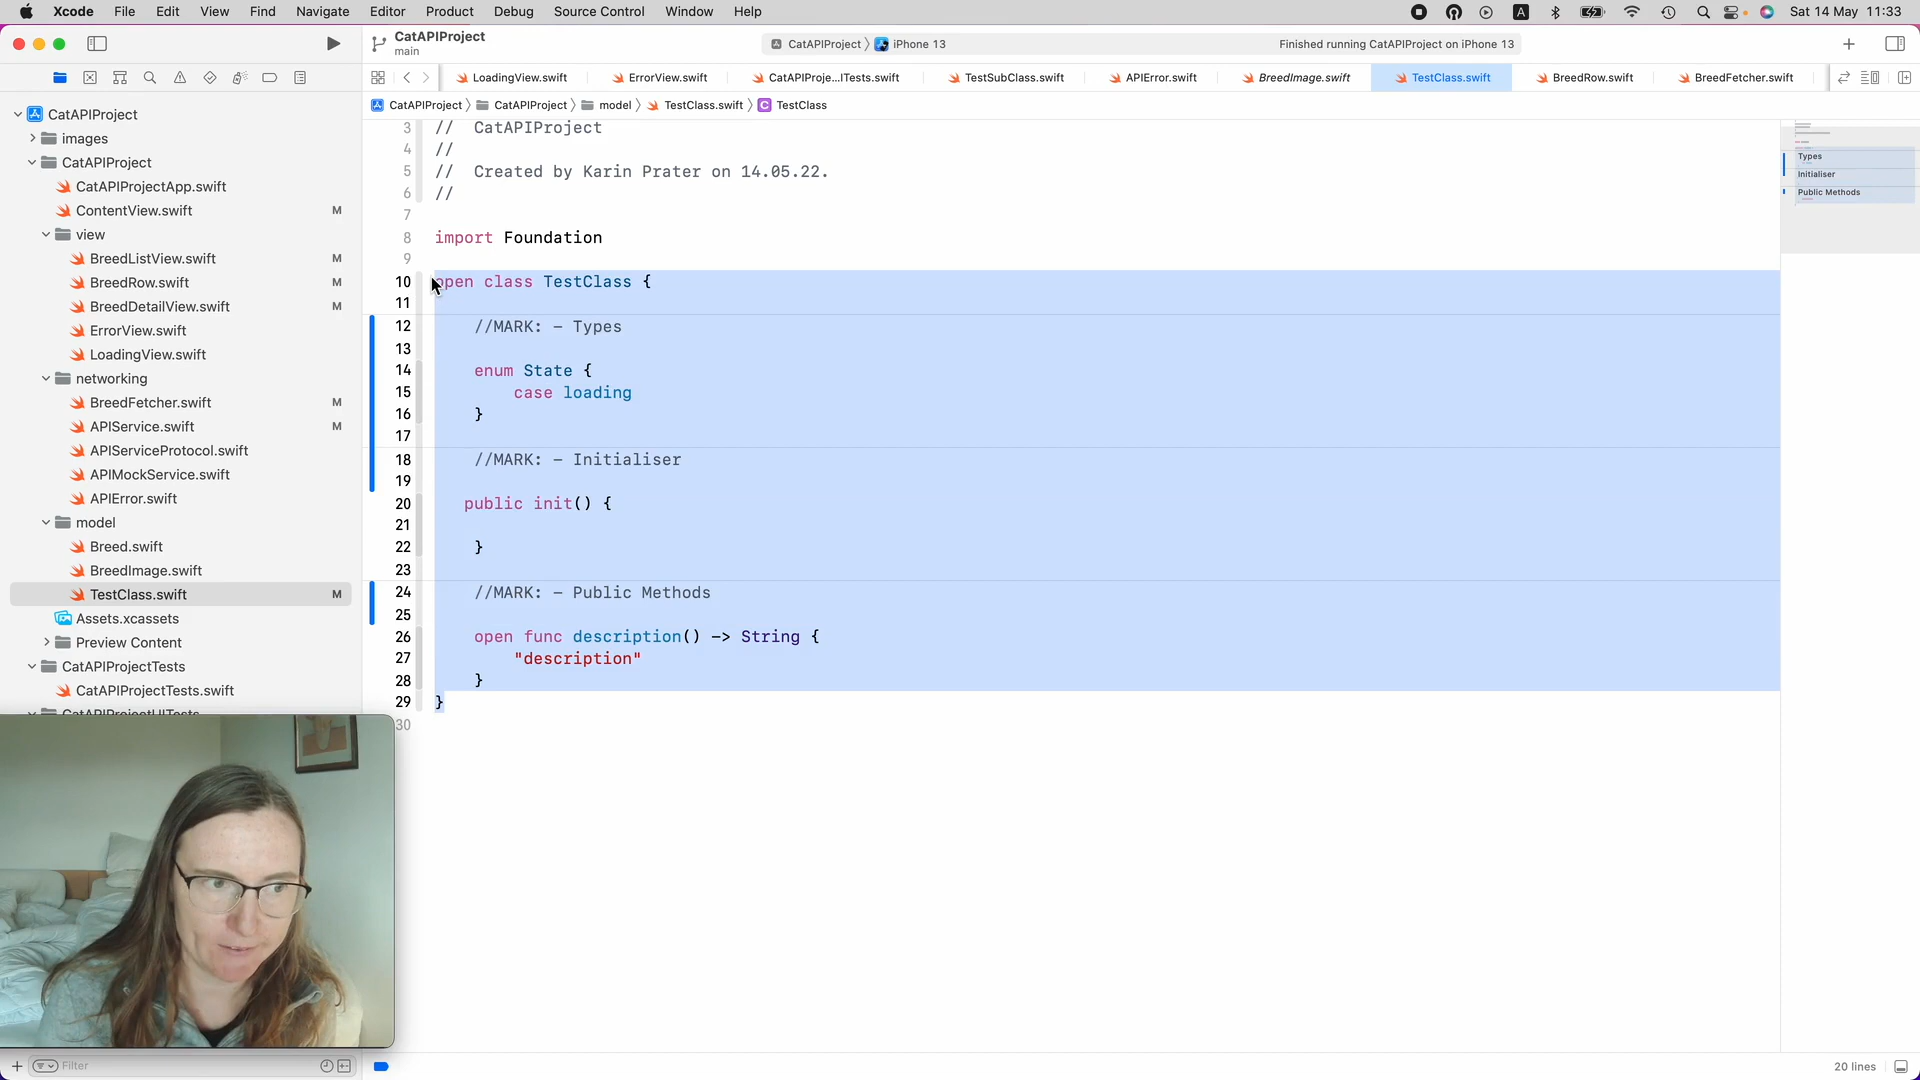 Xcode File Edit View Find Navigate Editor Product Debug Source Control Window Help
A
Sat 14 May 11:33
CatAPIProject
main
CatAPIProject iPhone 13
Finished running CatAPIProject on iPhone 13
LoadingView.swift ErrorView.swift CatAPIProje...ITests.swift TestSubClass.swift APIError.swift BreedImage.swift TestClass.swift BreedRow.swift BreedFetcher.swift
CatAPIProject CatAPIProject model TestClass.swift C TestClass
CatAPIProject
images
CatAPIProject
CatAPIProjectApp.swift
ContentView.swift M
view
BreedListView.swift M
BreedRow.swift M
BreedDetailView.swift M
ErrorView.swift
LoadingView.swift
networking
BreedFetcher.swift M
APIService.swift M
APIServiceProtocol.swift
APIMockService.swift
APIError.swift
model
Breed.swift
BreedImage.swift
TestClass.swift M
Assets.xcassets
Preview Content
CatAPIProjectTests
CatAPIProjectTests.swift
CatAPIProjectUITests
Filter
3 // CatAPIProject
4 //
5 // Created by Karin Prater on 14.05.22.
6 //
7
8 import Foundation
9
10 open class TestClass {
11
12 //MARK: - Types
13
14 enum State {
15 case loading
16 }
17
18 //MARK: - Initialiser
19
20 public init() {
21
22 }
23
24 //MARK: - Public Methods
25
26 open func description() -> String {
27 "description"
28 }
29 }
30
Types
Initialiser
Public Methods
20 lines